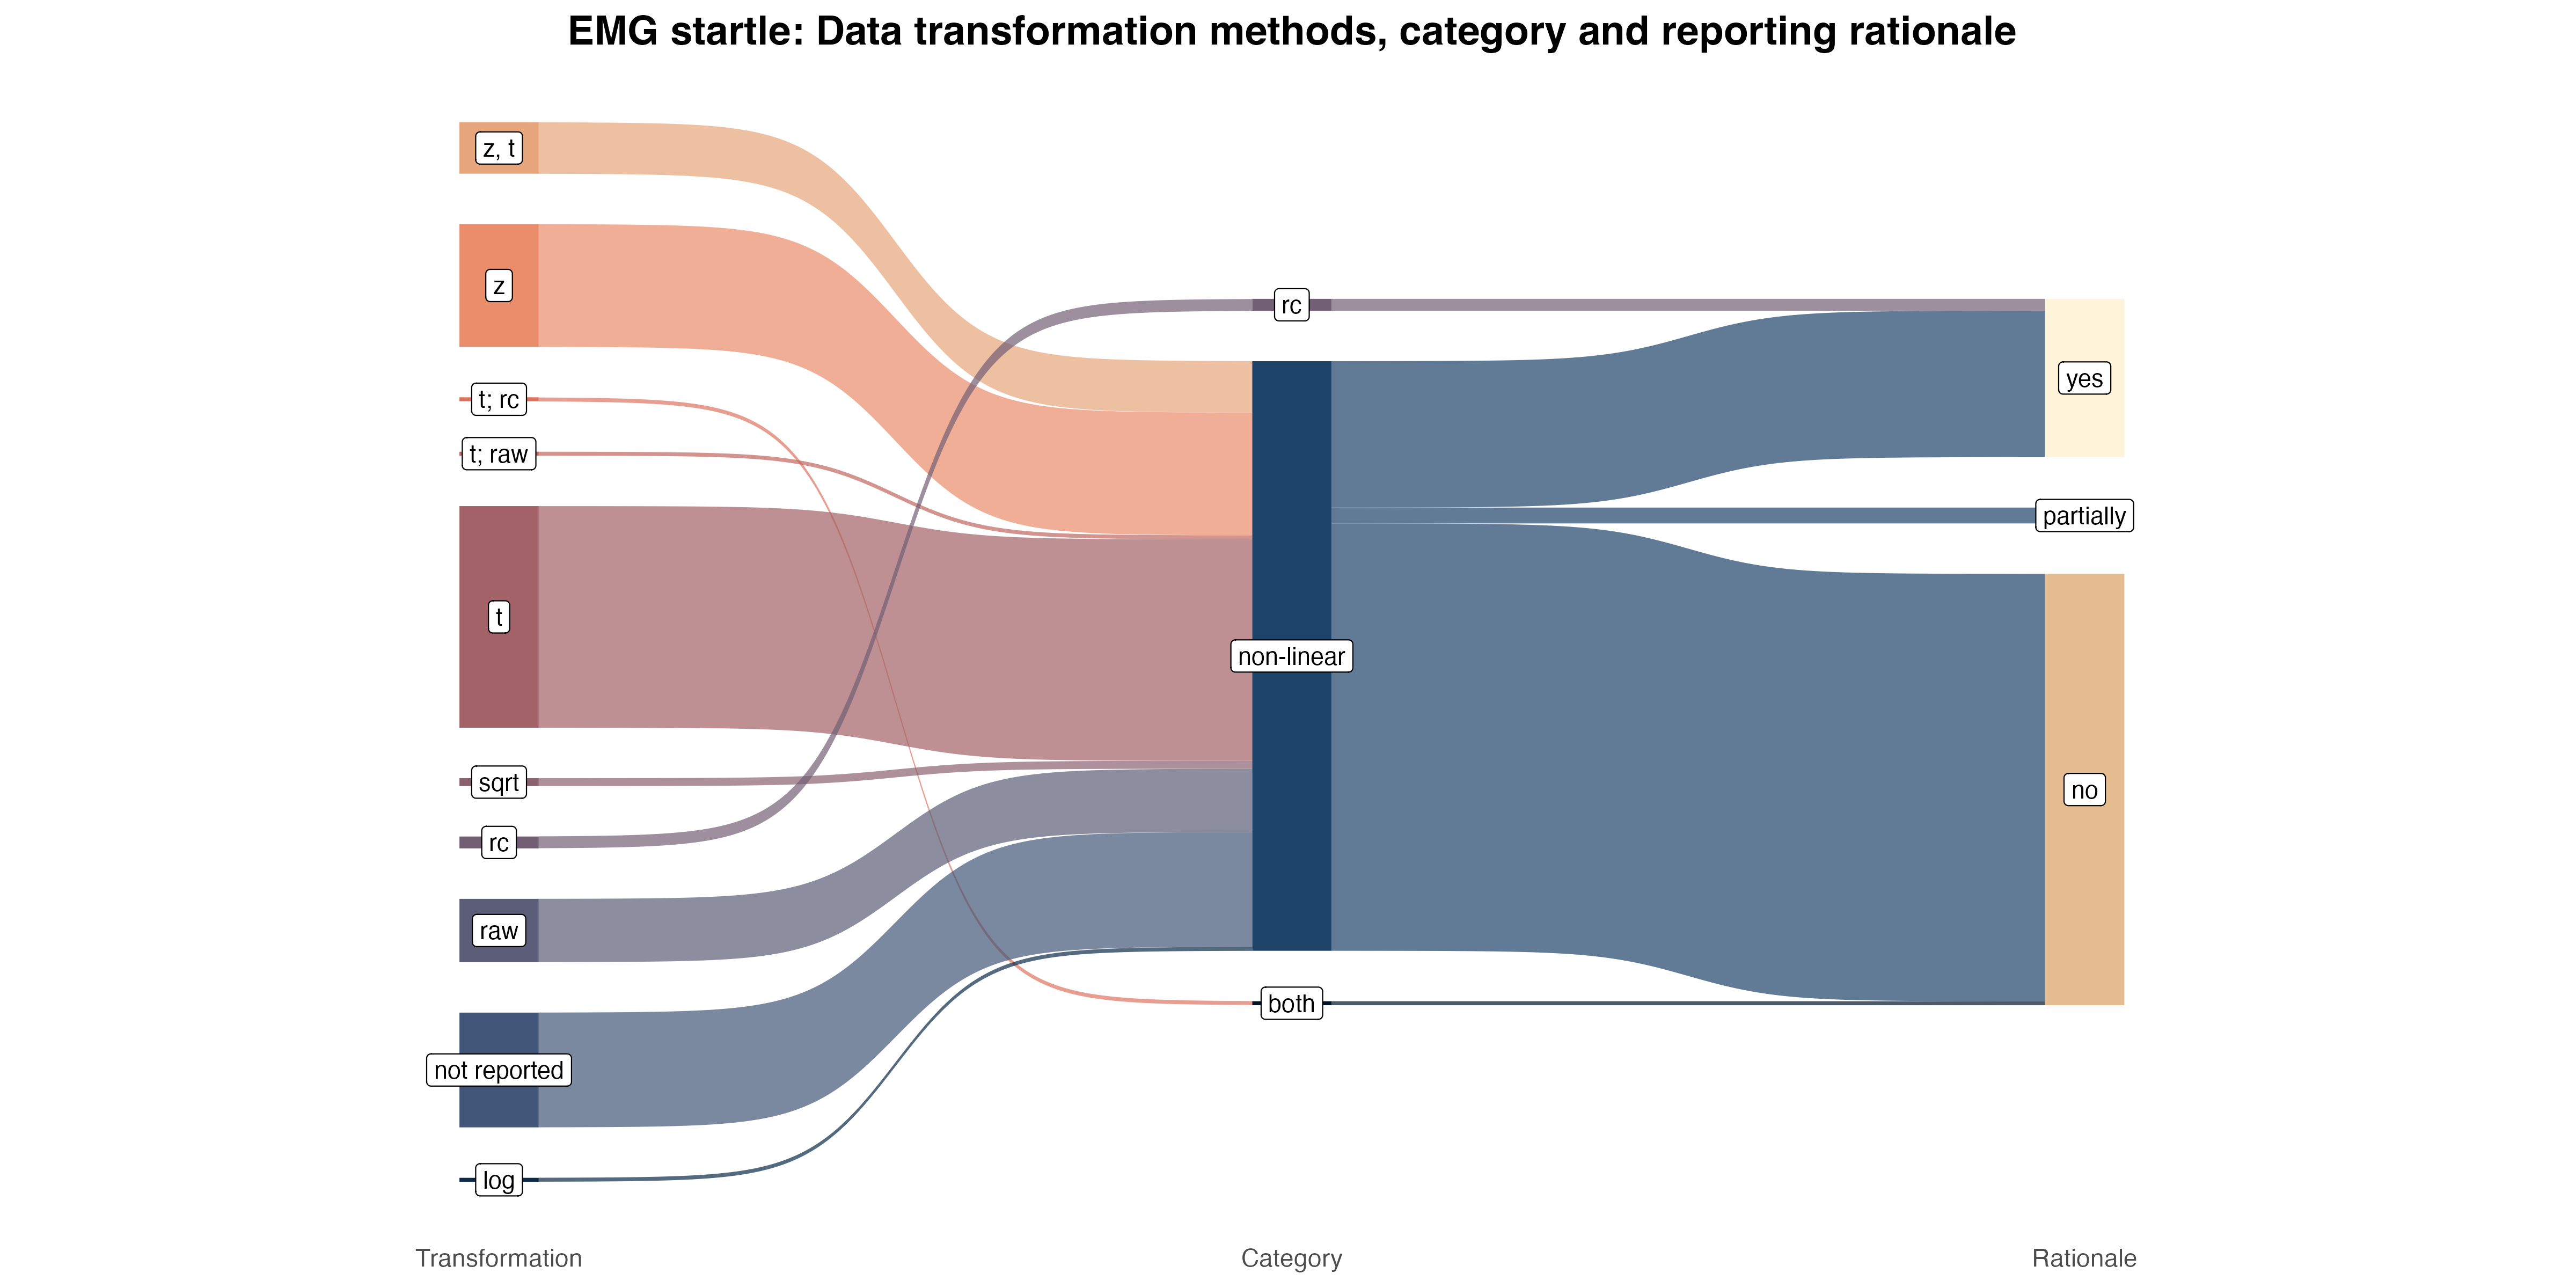 EMG startle: Data transformation methods, category and reporting rationale
z, t
z
t; rc
t; raw
t
sqrt
rc
raw
not reported
log
rc
non-linear
both
yes
partially
no
Transformation
Category
Rationale